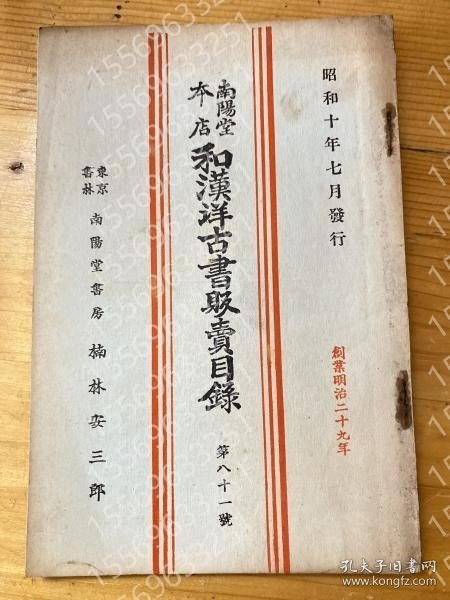 昭和十年七月發行
創業明治二十九年
南陽堂
本店
和漢洋古書販賣目錄
第八十一號
東京
書林
南陽堂書房 楠林安三郎
15569633251
孔夫子旧书网
www.kongfz.com